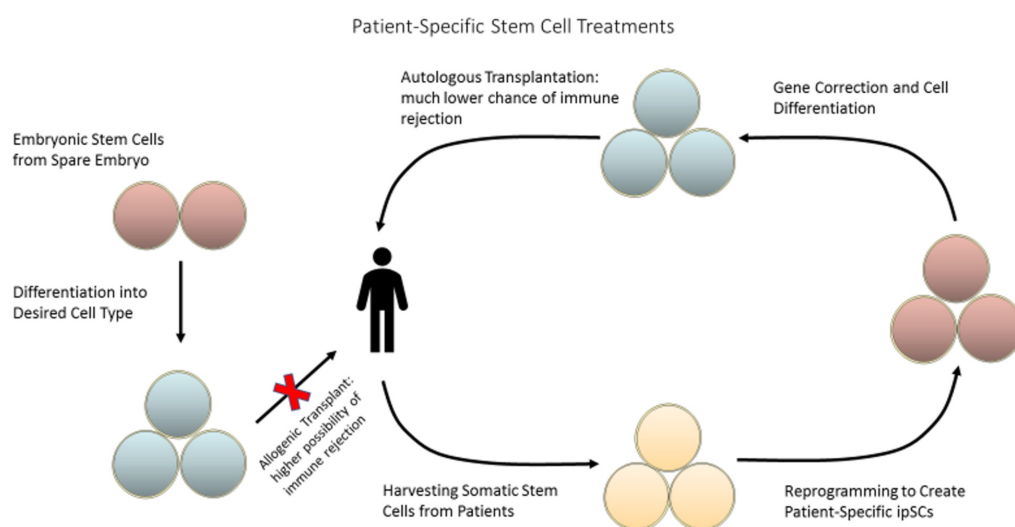 Patient-Specific Stem Cell Treatments
Autologous Transplantation:
much lower chance of immune
rejection
Gene Correction and Cell
Differentiation
Embryonic Stem Cells
from Spare Embryo
Differentiation into
Desired Cell Type
Allogenic Transplant:
higher possibility of
immune rejection
Harvesting Somatic Stem
Cells from Patients
Reprogramming to Create
Patient-Specific ipSCs